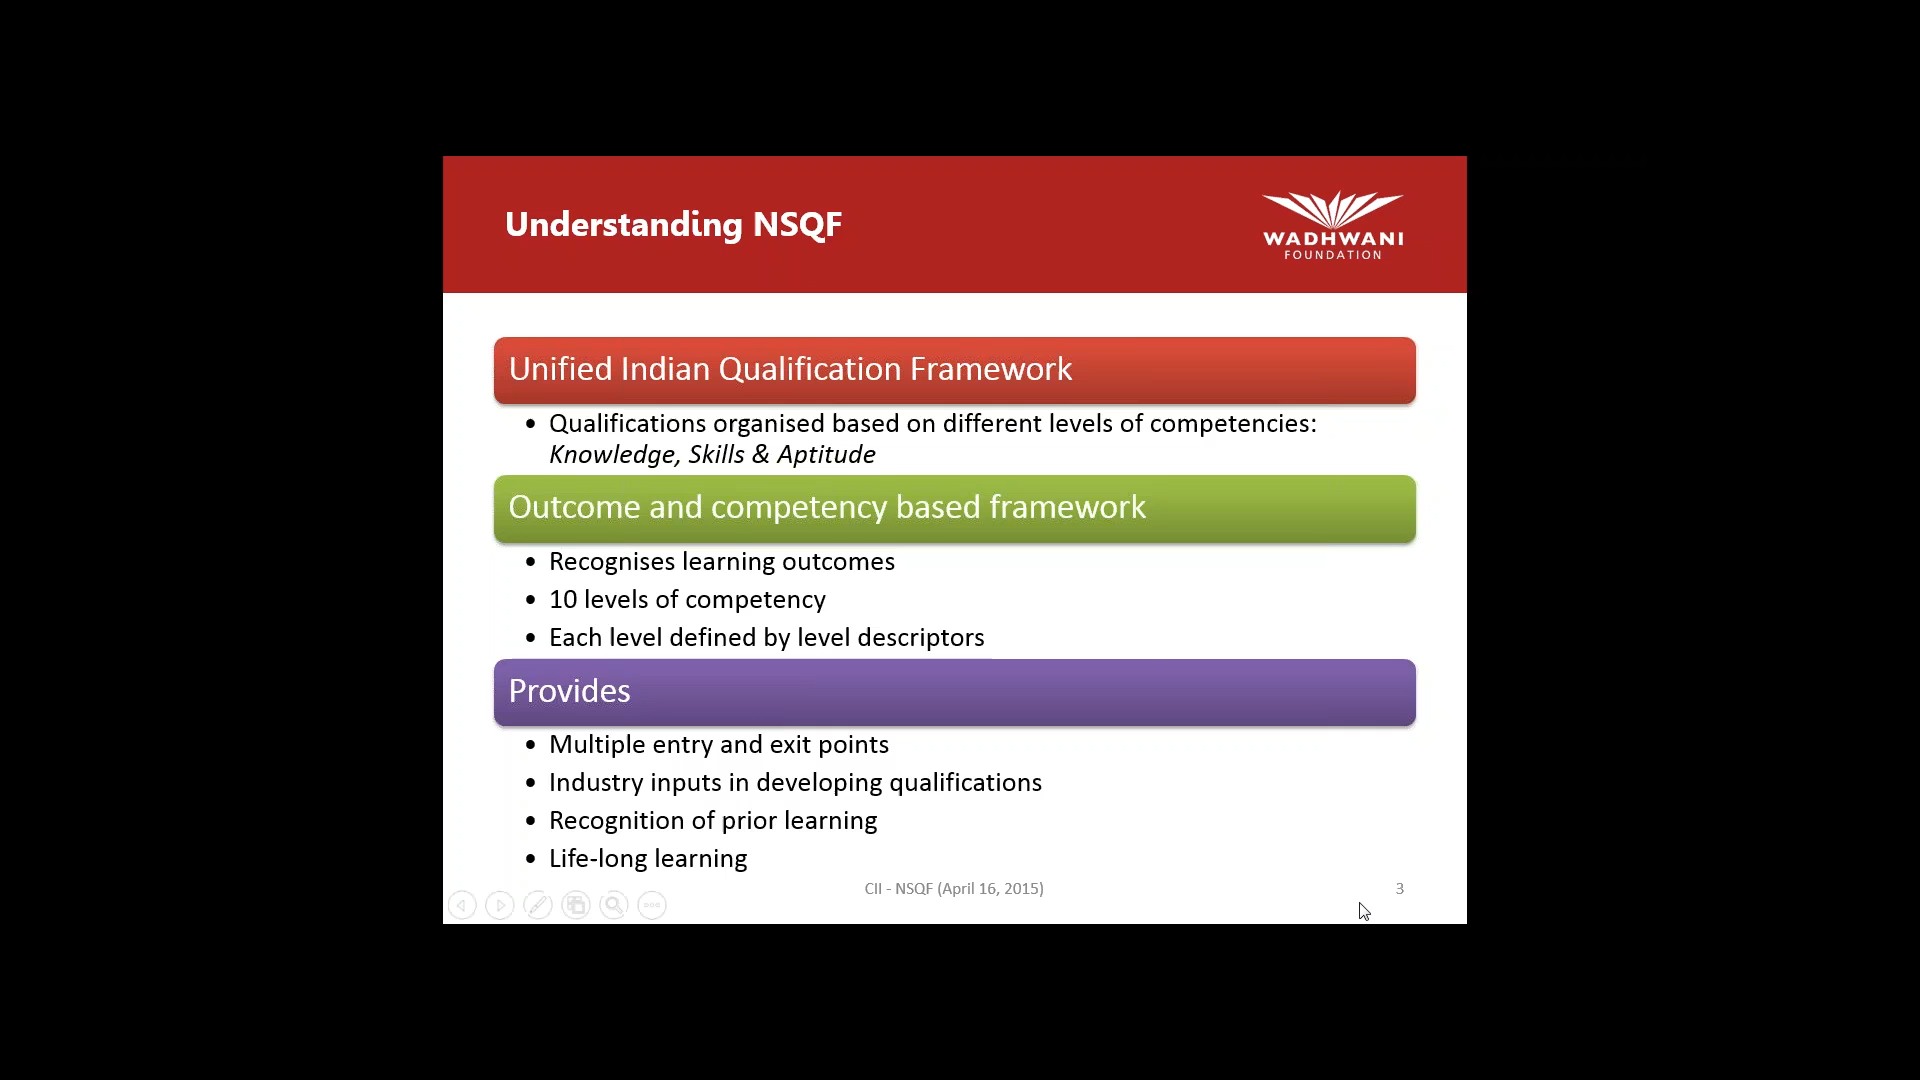 Understanding NSQF
WADHWANI
FOUNDATION
Unified Indian Qualification Framework
• Qualifications organised based on different levels of competencies:
Knowledge, Skills & Aptitude
Outcome and competency based framework
• Recognises learning outcomes
• 10 levels of competency
• Each level defined by level descriptors
Provides
• Multiple entry and exit points
• Industry inputs in developing qualifications
• Recognition of prior learning
• Life-long learning
CII - NSQF (April 16, 2015)
3